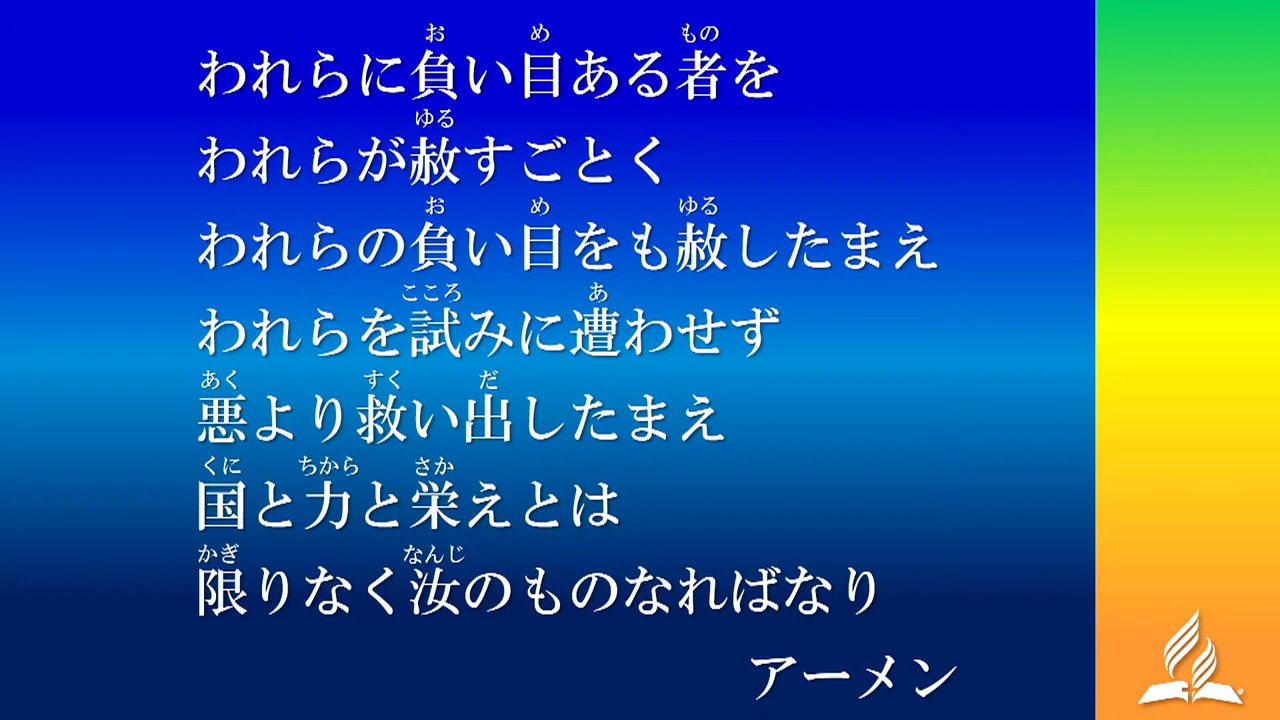 われらに負い目ある者を
われらが赦すごとく
われらの負い目をも赦したまえ
われらを試みに遭わせず
悪より救い出したまえ
国と力と栄えとは
限りなく汝のものなればなり
アーメン